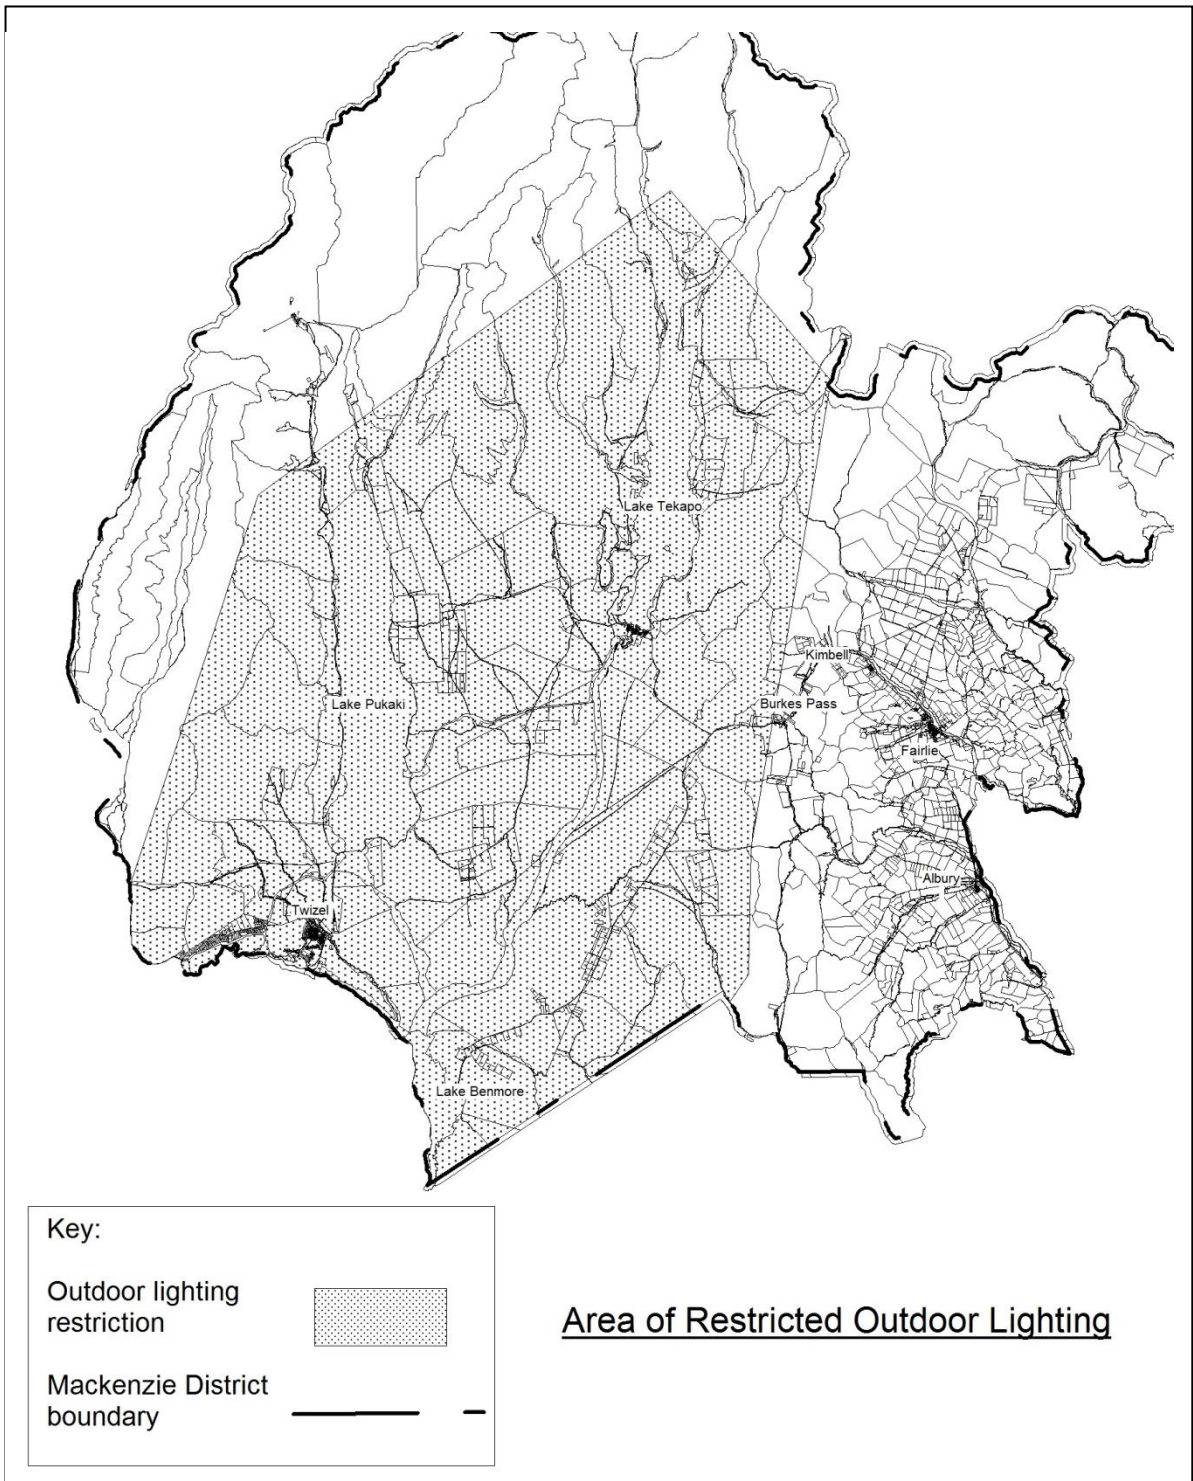 Lake Tekapo
Kimbell
Lake Pukaki
Burkes Pass
Fairlie
Albury
Twizel
Lake Benmore
Key:
Outdoor lighting
restriction
Mackenzie District
boundary
Area of Restricted Outdoor Lighting